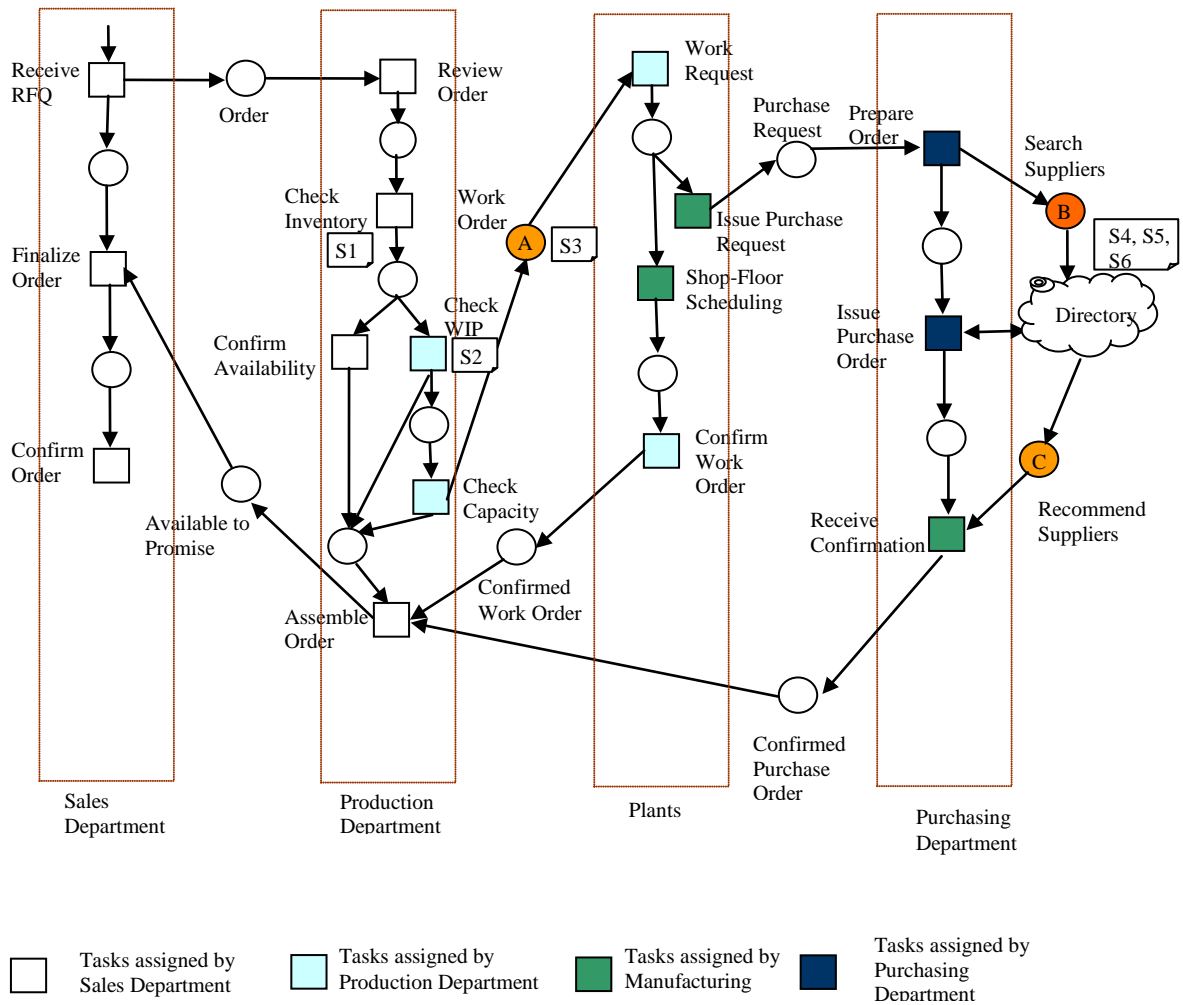 Receive
RFQ
Order
Review
Order
Work
Request
Purchase
Request
Prepare
Order
Search
Suppliers
Check
Inventory
S1
Work
Order
A
S3
Issue Purchase
Request
B
S4, S5,
S6
Finalize
Order
Shop-Floor
Scheduling
Directory
Confirm
Availability
Check
WIP
S2
Issue
Purchase
Order
Confirm
Order
Check
Capacity
Confirm
Work
Order
C
Recommend
Suppliers
Available to
Promise
Receive
Confirmation
Confirmed
Work Order
Assemble
Order
Confirmed
Purchase
Order
Sales
Department
Production
Department
Plants
Purchasing
Department
Tasks assigned by
Sales Department
Tasks assigned by
Production Department
Tasks assigned by
Manufacturing
Tasks assigned by
Purchasing
Department